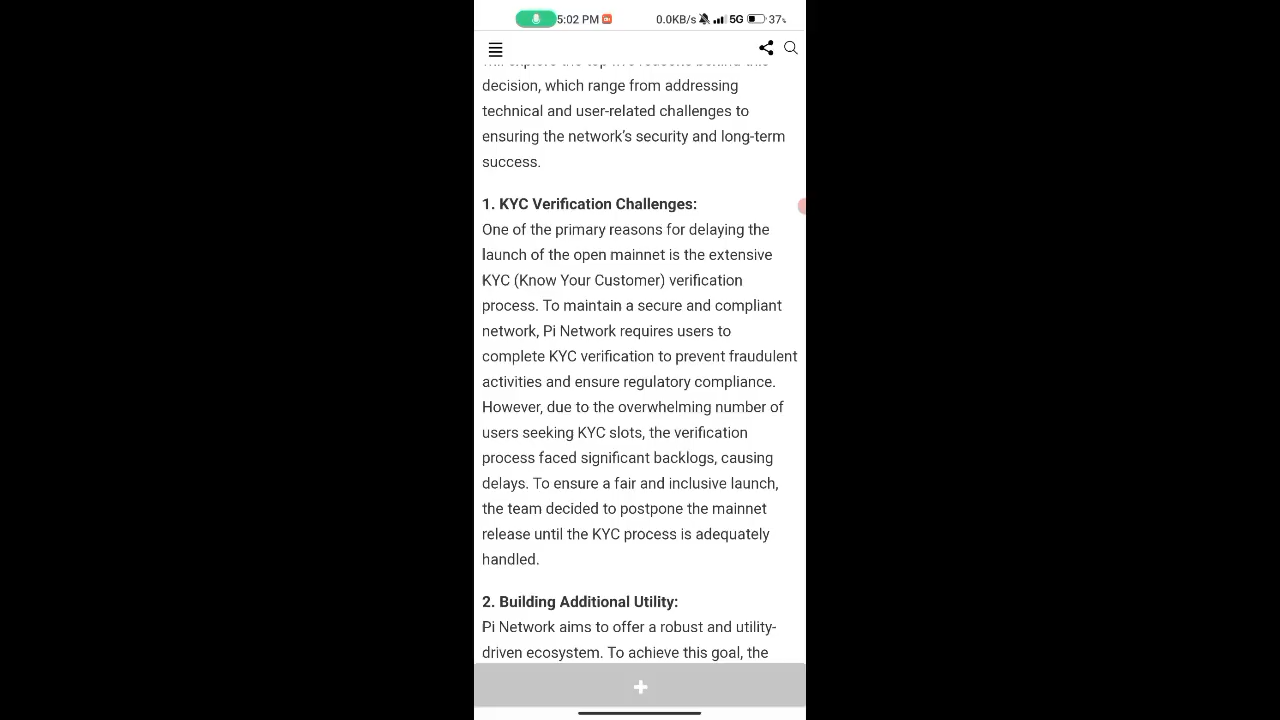 5:02 PM
0.0KB/s 5G 37%
decision, which range from addressing
technical and user-related challenges to
ensuring the network’s security and long-term
success.
1. KYC Verification Challenges:
One of the primary reasons for delaying the
launch of the open mainnet is the extensive
KYC (Know Your Customer) verification
process. To maintain a secure and compliant
network, Pi Network requires users to
complete KYC verification to prevent fraudulent
activities and ensure regulatory compliance.
However, due to the overwhelming number of
users seeking KYC slots, the verification
process faced significant backlogs, causing
delays. To ensure a fair and inclusive launch,
the team decided to postpone the mainnet
release until the KYC process is adequately
handled.
2. Building Additional Utility:
Pi Network aims to offer a robust and utility-
driven ecosystem. To achieve this goal, the